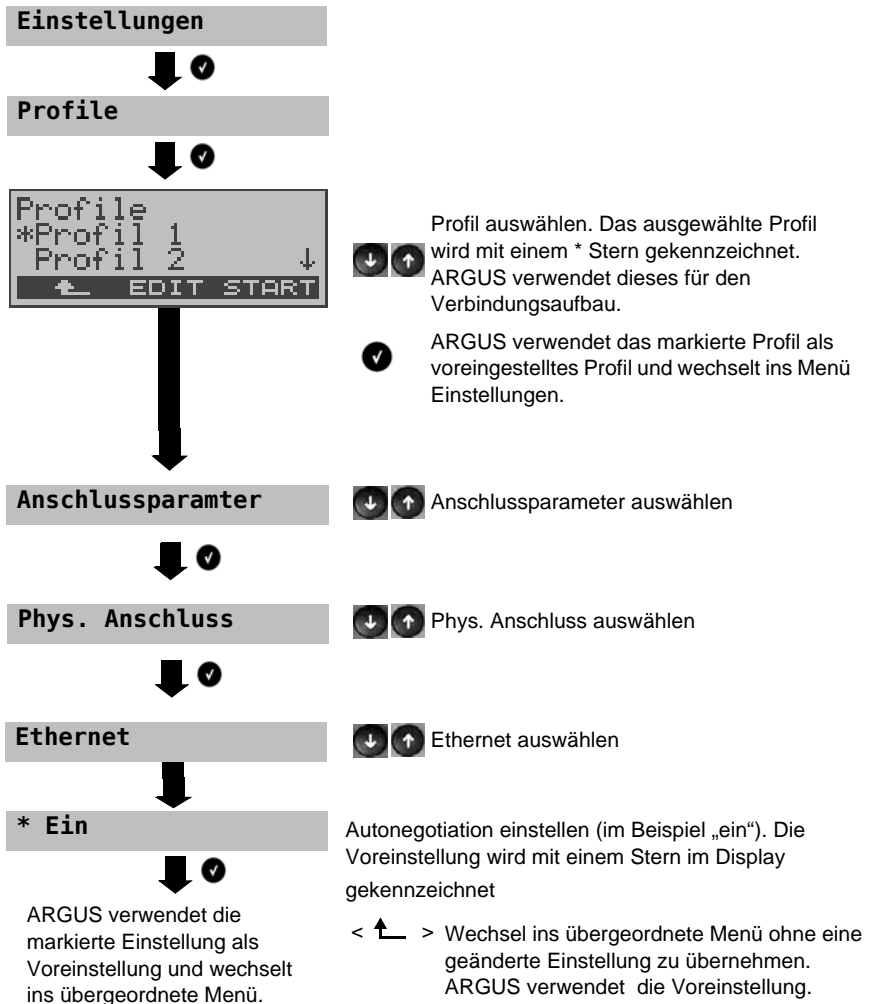 Einstellungen
Profile
Profile
*Profil 1
Profil 2 ↓
EDIT START
Profil auswählen. Das ausgewählte Profil
wird mit einem * Stern gekennzeichnet.
ARGUS verwendet dieses für den
Verbindungsaufbau.
ARGUS verwendet das markierte Profil als
voreingestelltes Profil und wechselt ins Menü
Einstellungen.
Anschlussparamter
Anschlussparameter auswählen
Phys. Anschluss
Phys. Anschluss auswählen
Ethernet
Ethernet auswählen
* Ein
Autonegotiation einstellen (im Beispiel „ein“). Die
Voreinstellung wird mit einem Stern im Display
gekennzeichnet
ARGUS verwendet die
markierte Einstellung als
Voreinstellung und wechselt
ins übergeordnete Menü.
< > Wechsel ins übergeordnete Menü ohne eine
geänderte Einstellung zu übernehmen.
ARGUS verwendet die Voreinstellung.